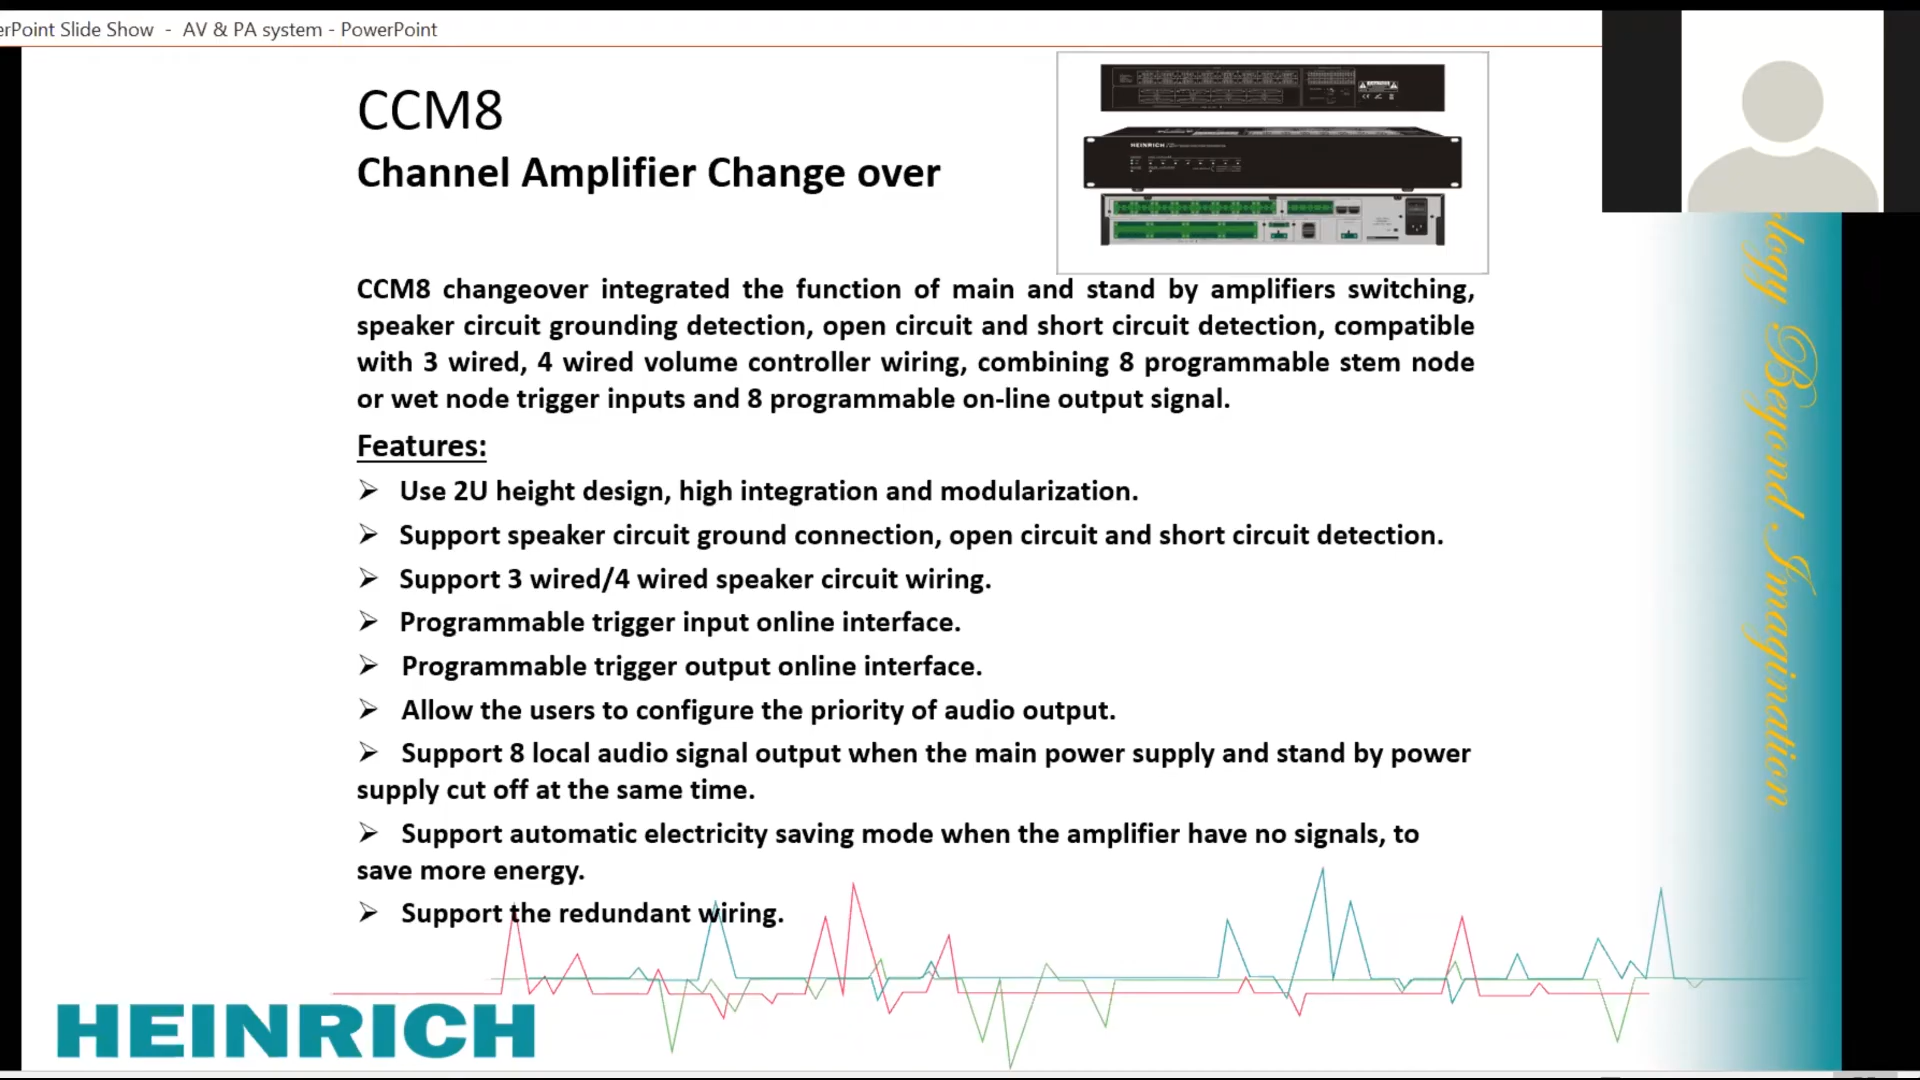 erPoint Slide Show - AV & PA system - PowerPoint
CCM8
Channel Amplifier Change over
HEINRICH
CCM8 changeover integrated the function of main and stand by amplifiers switching,
speaker circuit grounding detection, open circuit and short circuit detection, compatible
with 3 wired, 4 wired volume controller wiring, combining 8 programmable stem node
or wet node trigger inputs and 8 programmable on-line output signal.
Features:
➢ Use 2U height design, high integration and modularization.
➢ Support speaker circuit ground connection, open circuit and short circuit detection.
➢ Support 3 wired/4 wired speaker circuit wiring.
➢ Programmable trigger input online interface.
➢ Programmable trigger output online interface.
➢ Allow the users to configure the priority of audio output.
➢ Support 8 local audio signal output when the main power supply and stand by power
supply cut off at the same time.
➢ Support automatic electricity saving mode when the amplifier have no signals, to
save more energy.
➢ Support the redundant wiring.
HEINRICH
ology Beyond Imagination